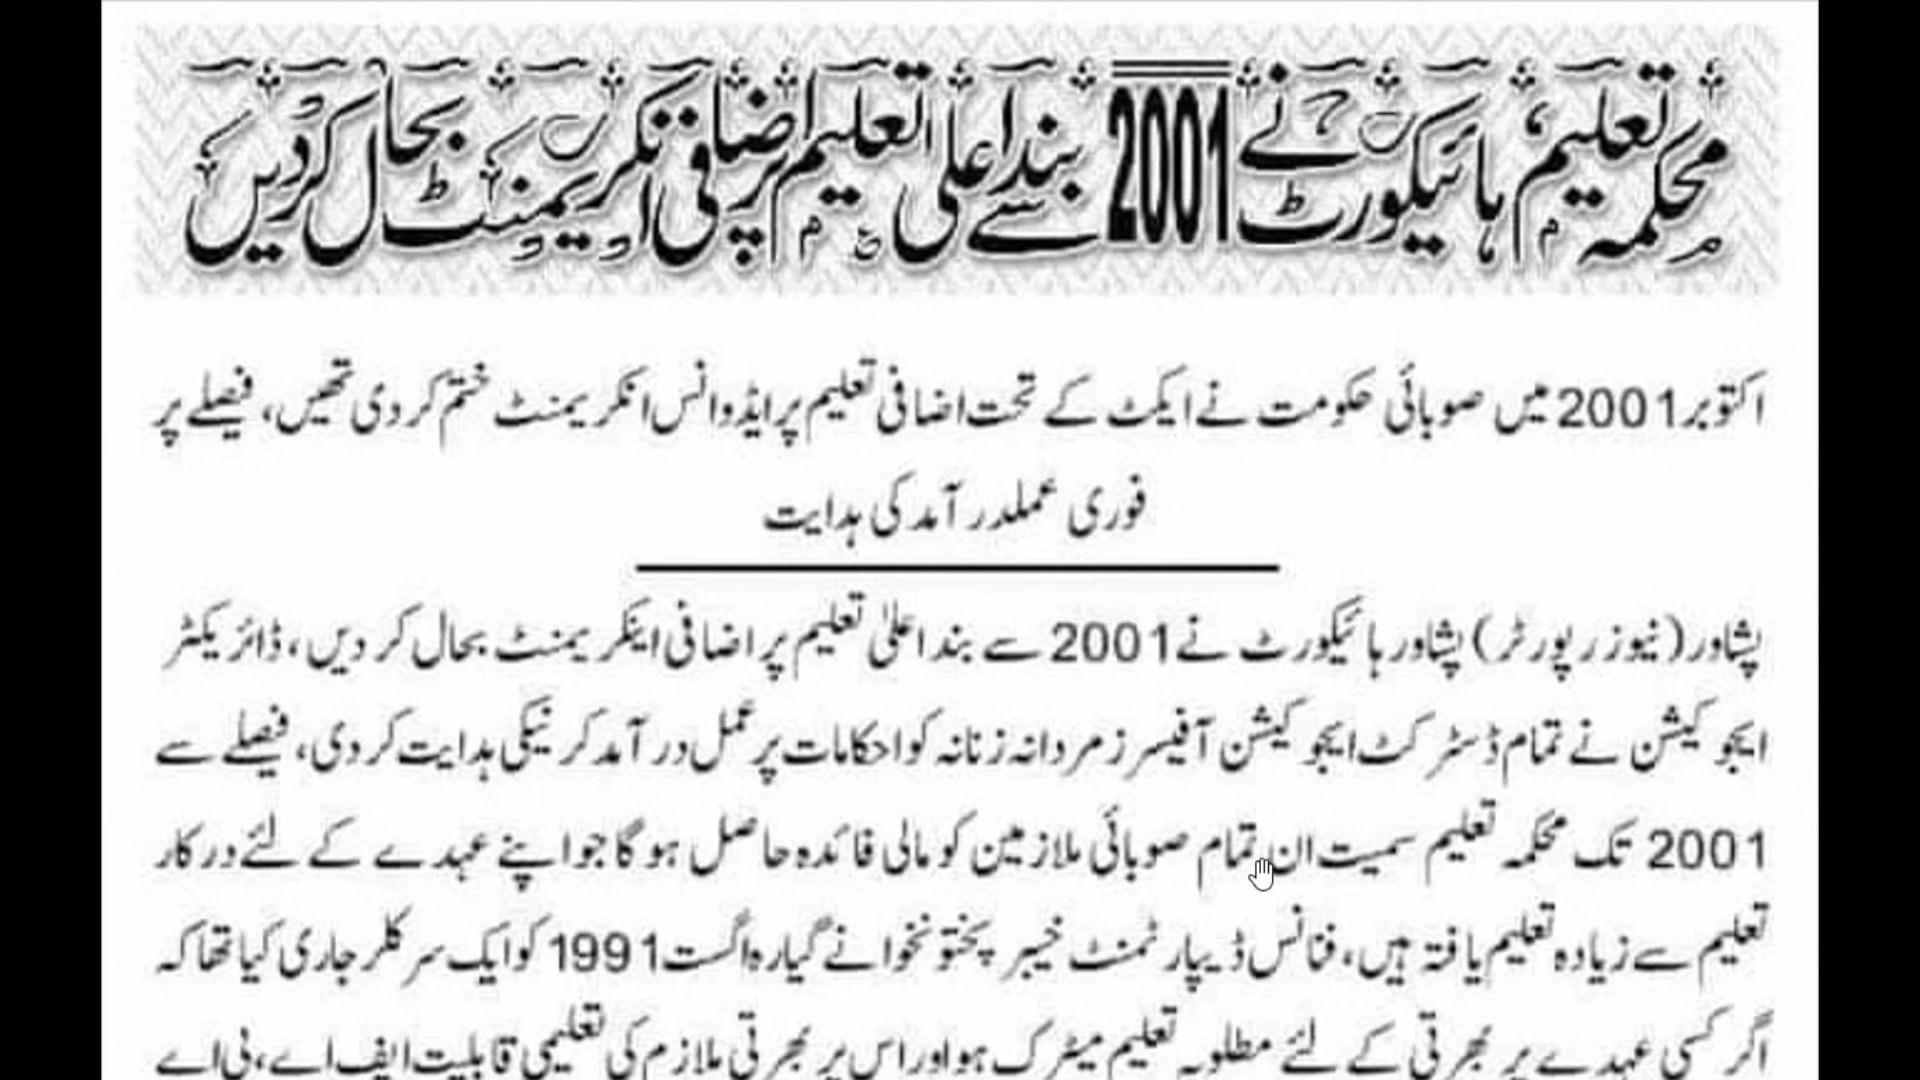 محکمہ تعلیم، ہائیکورٹ نے 2001 سے بند اعلیٰ تعلیم پر اضافی انکریمنٹ بحال کر دیں
اکتوبر 2001 میں صوبائی حکومت نے ایکٹ کے تحت اضافی تعلیم پر ایڈوانس انکریمنٹ ختم کر دی تھیں، فیصلے پر
فوری عملدر آمد کی ہدایت
پشاور (نیوز رپورٹر) پشاور ہائیکورٹ نے 2001 سے بند اعلیٰ تعلیم پر اضافی اینکریمنٹ بحال کر دیں، ڈائریکٹر
ایجوکیشن نے تمام ڈسٹرکٹ ایجوکیشن آفیسرز مردانہ زنانہ کو احکامات پر عمل در آمد کرنیکی ہدایت کر دی، فیصلے سے
2001 تک محکمہ تعلیم سمیت ان تمام صوبائی ملازمین کو مالی فائدہ حاصل ہو گا جو اپنے عہدے کے لئے درکار
تعلیم سے زیادہ تعلیم یافتہ ہیں، فنانس ڈیپارٹمنٹ خیبر پختونخوا نے گیارہ اگست 1991 کو ایک سرکلر جاری کیا تھا کہ
اگر کسی عہدے پر بھرتی کے لئے مطلوبہ تعلیم میٹرک ہو اور اس پر بھرتی ملازم کی تعلیمی قابلیت ایف اے، بی اے